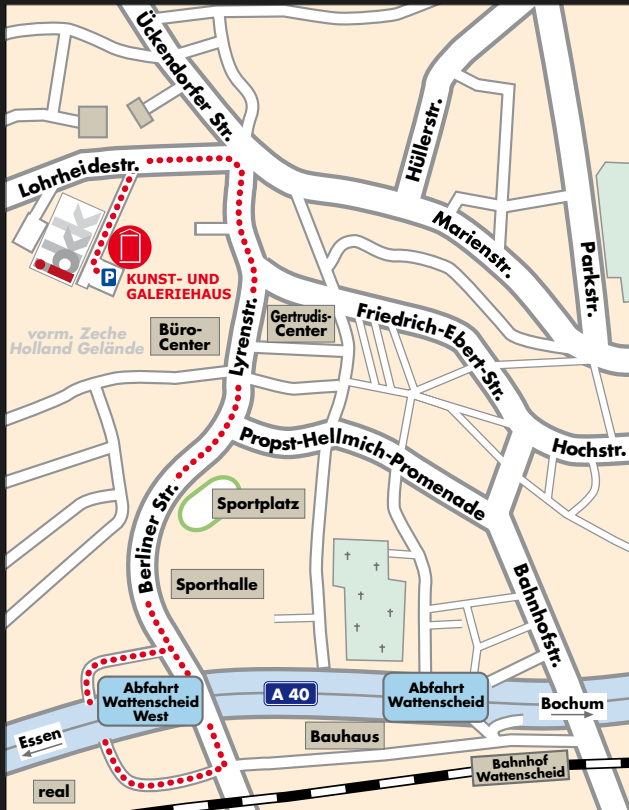 Ückendorfer Str.
Lohrheidestr.
Hüllerstr.
Marienstr.
Parkstr.
bkk
P
KUNST- UND
GALERIEHAUS
vorm. Zeche
Holland Gelände
Büro-
Center
Lyrenstr.
Gertrudis-
Center
Friedrich-Ebert-Str.
Propst-Hellmich-Promenade
Hochstr.
Berliner Str.
Sportplatz
Sporthalle
Bahnhofstr.
Abfahrt
Wattenscheid
West
A 40
Abfahrt
Wattenscheid
Bochum
Essen
Bauhaus
Bahnhof
Wattenscheid
real